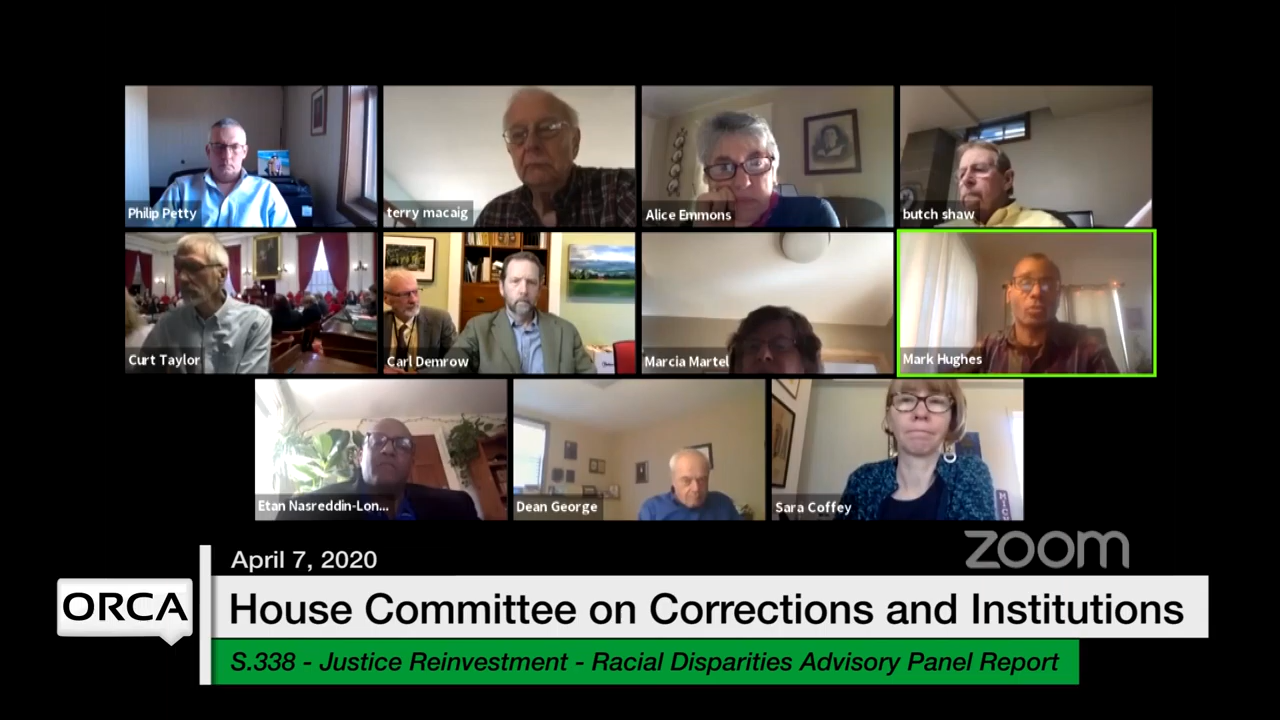 Philip Petty
terry macaig
Alice Emmons
butch shaw
Curt Taylor
Carl Demrow
Marcia Martel
Mark Hughes
Etan Nasreddin-Lon...
Dean George
Sara Coffey
zoom
April 7, 2020
ORCA
House Committee on Corrections and Institutions
S.338 - Justice Reinvestment - Racial Disparities Advisory Panel Report